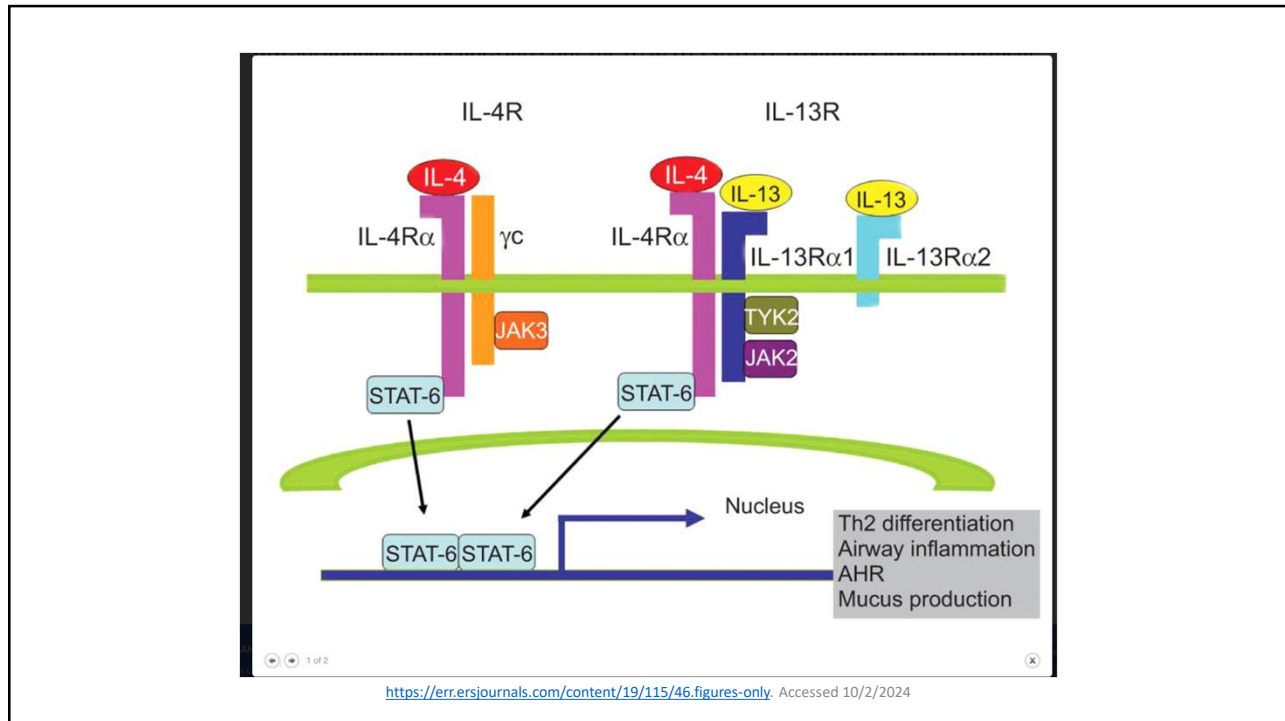 IL-4R
IL-13R
IL-4
IL-4
IL-13
IL-13
IL-4Rα
γc
IL-4Rα
IL-13Rα1
IL-13Rα2
JAK3
TYK2
JAK2
STAT-6
STAT-6
Nucleus
STAT-6
STAT-6
Th2 differentiation
Airway inflammation
AHR
Mucus production
1 of 2
https://err.ersjournals.com/content/19/115/46.figures-only. Accessed 10/2/2024